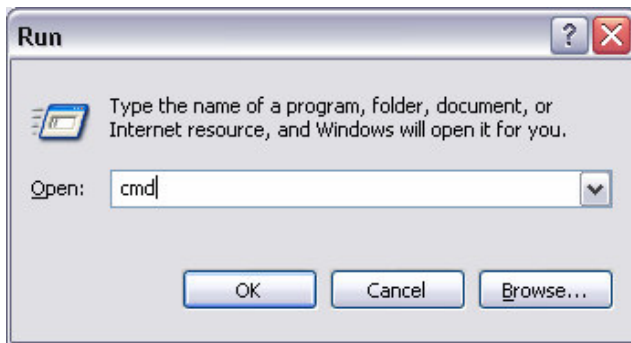 Run
Type the name of a program, folder, document, or
Internet resource, and Windows will open it for you.
Open: cmd
OK Cancel Browse...